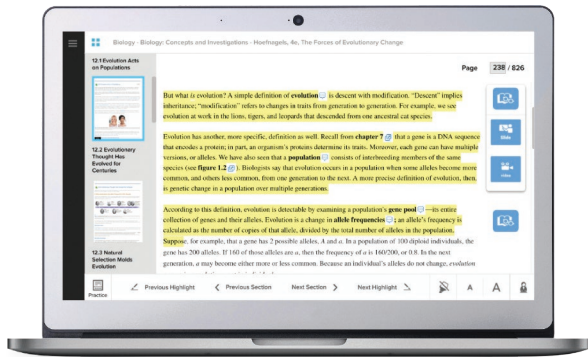 Biology - Biology: Concepts and Investigations - Hoefnagels, 4e, The Forces of Evolutionary Change
12.1 Evolution Acts
on Populations
12.2 Evolutionary
Thought Has
Evolved for
Centuries
12.3 Natural
Selection Molds
Evolution
Page 238 / 826
But what is evolution? A simple definition of evolution is descent with modification. "Descent" implies
inheritance; "modification" refers to changes in traits from generation to generation. For example, we see
evolution at work in the lions, tigers, and leopards that descended from one ancestral cat species.
Evolution has another, more specific, definition as well. Recall from chapter 7 that a gene is a DNA sequence
that encodes a protein; in part, an organism's proteins determine its traits. Moreover, each gene can have multiple
versions, or alleles. We have also seen that a population consists of interbreeding members of the same
species (see figure 1.2). Biologists say that evolution occurs in a population when some alleles become more
common, and others less common, from one generation to the next. A more precise definition of evolution, then,
is genetic change in a population over multiple generations.
According to this definition, evolution is detectable by examining a population's gene pool—its entire
collection of genes and their alleles. Evolution is a change in allele frequencies; an allele's frequency is
calculated as the number of copies of that allele, divided by the total number of alleles in the population.
Suppose, for example, that a gene has 2 possible alleles, A and a. In a population of 100 diploid individuals, the
gene has 200 alleles. If 160 of those alleles are a, then the frequency of a is 160/200, or 0.8. In the next
generation, a may become either more or less common. Because an individual's alleles do not change, evolution
Slide
Video
Practice
Previous Highlight
Previous Section
Next Section
Next Highlight
A
A